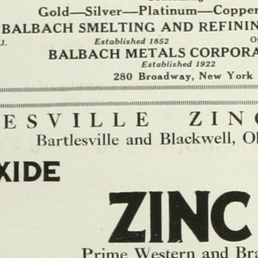 Gold—Silver—Platinum—Copper
BALBACH SMELTING AND REFININ
J. Established 1852 O
BALBACH METALS CORPORA
Established 1922
280 Broadway, New York
ESVILLE ZINC
Bartlesville and Blackwell, Ok
XIDE
ZINC
Prime Western and Bra